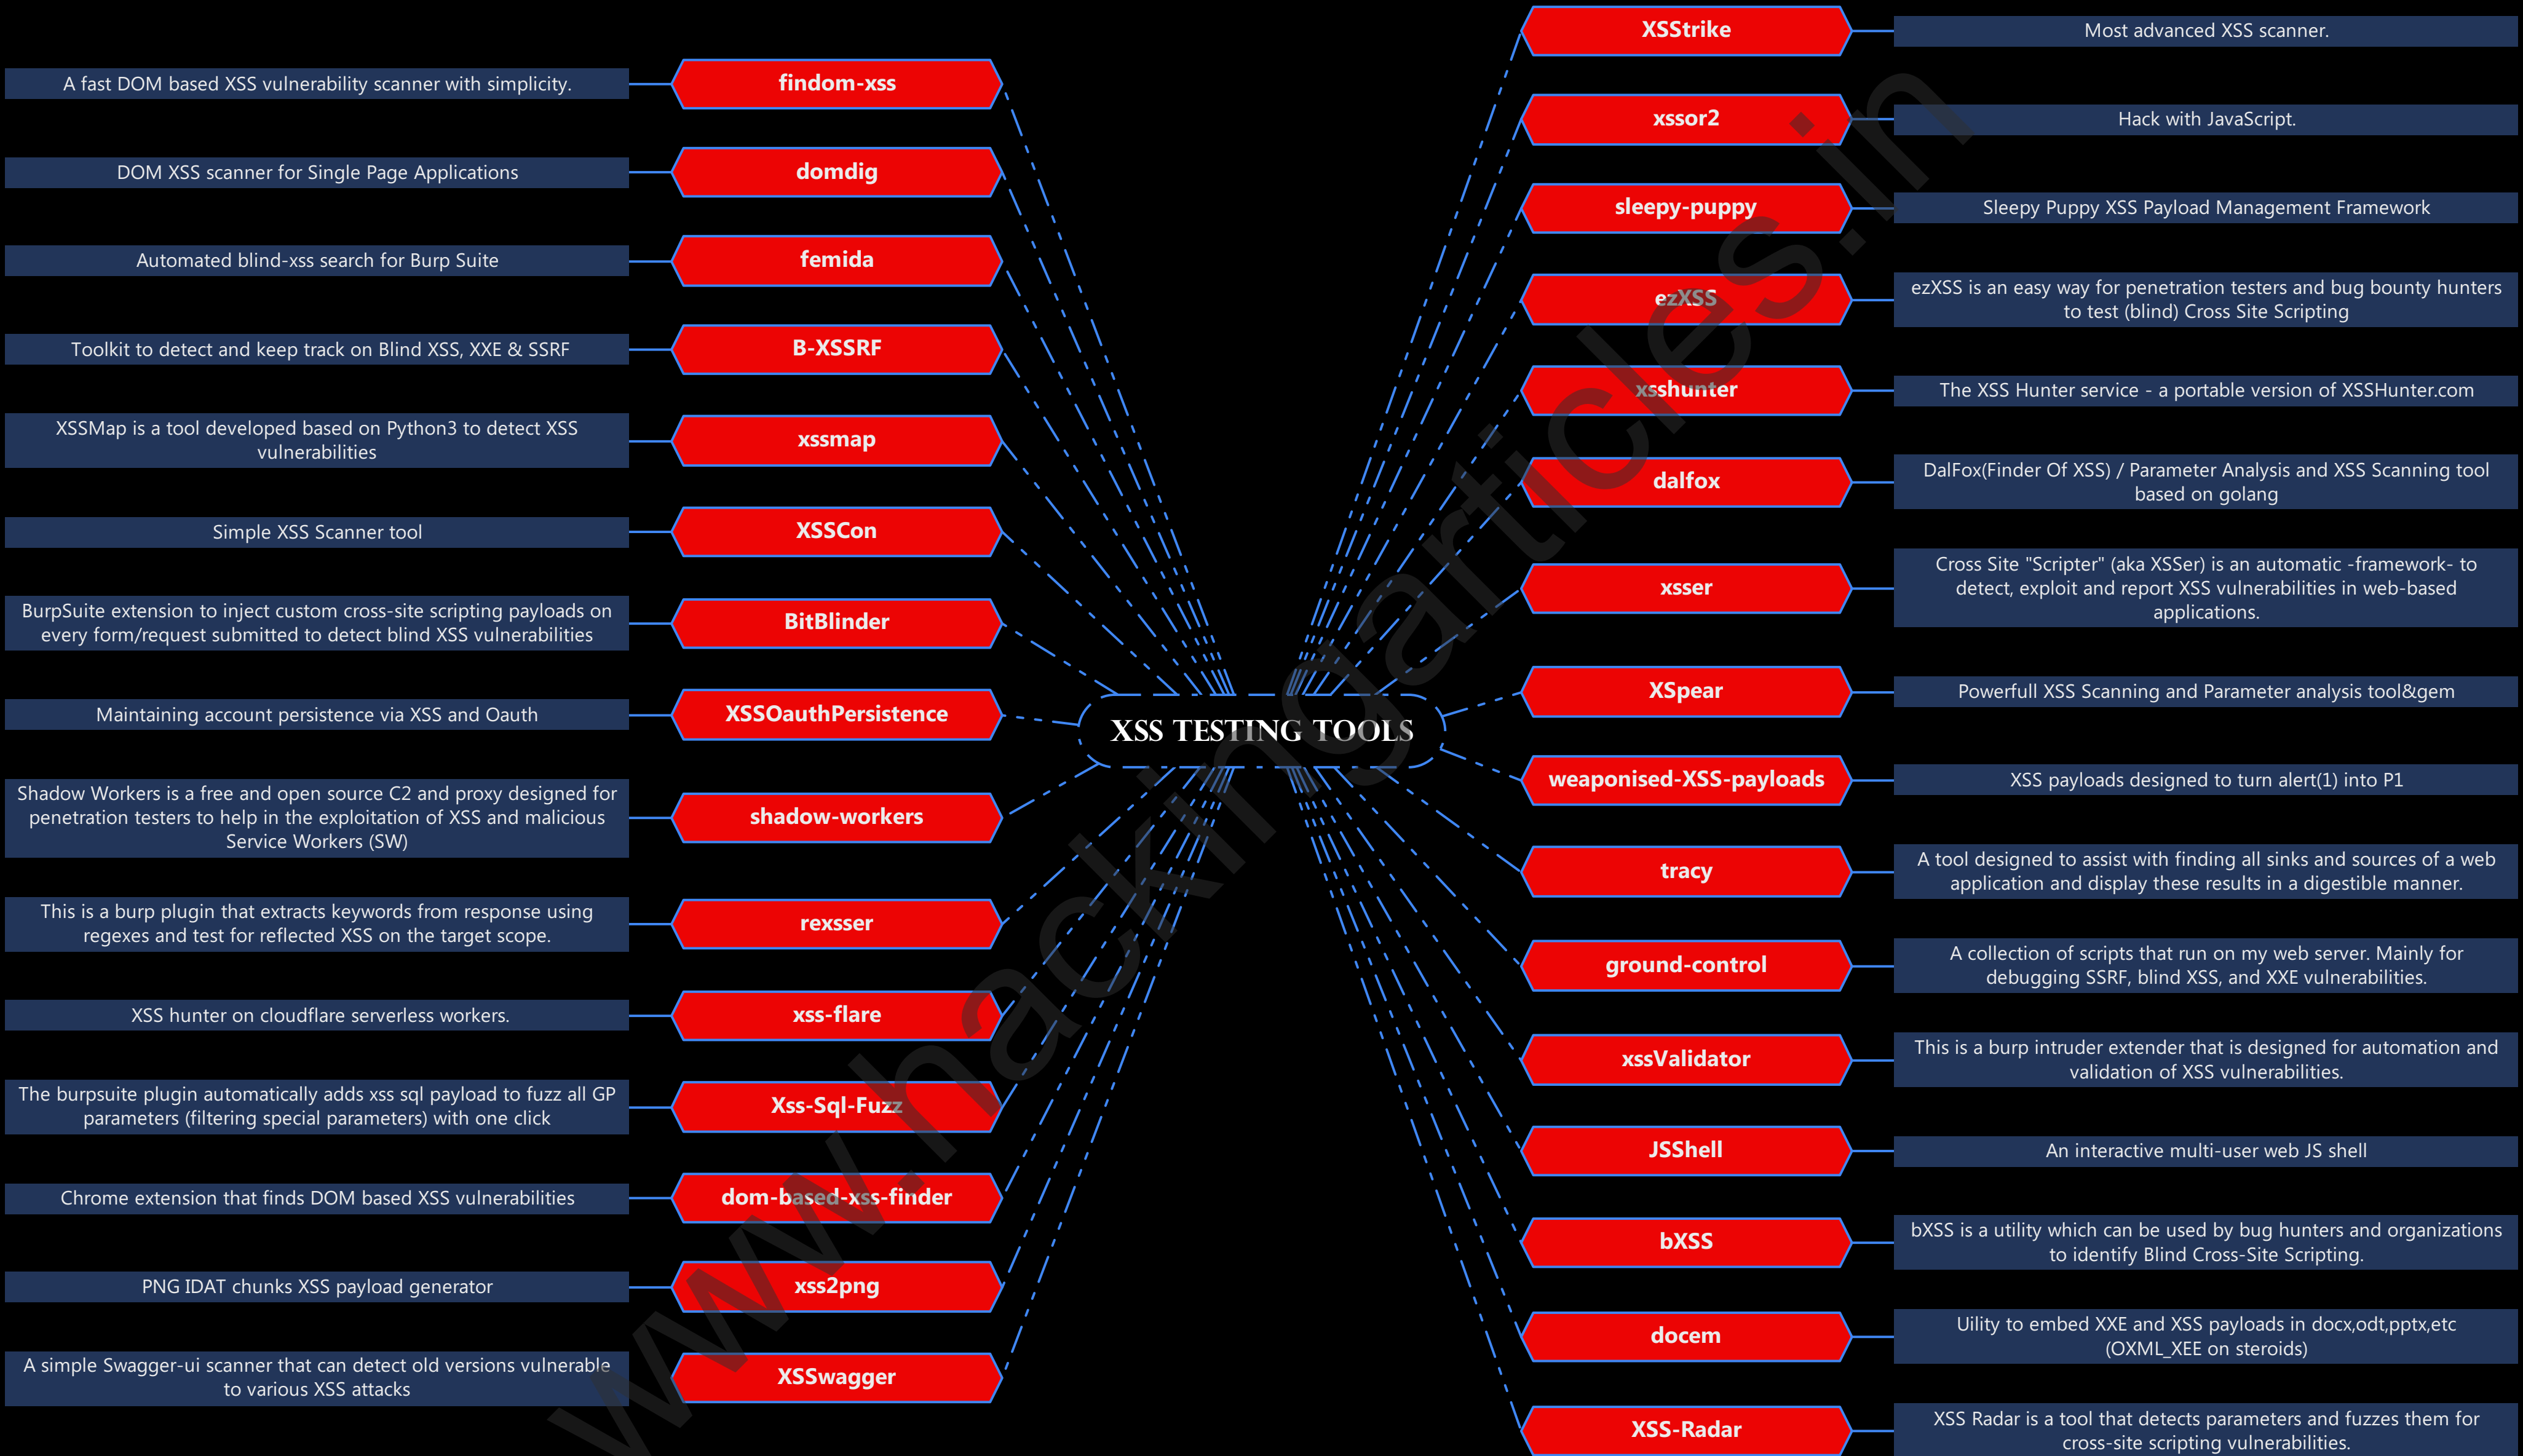 XSS TESTING TOOLS
findom-xss
A fast DOM based XSS vulnerability scanner with simplicity.
domdig
DOM XSS scanner for Single Page Applications
femida
Automated blind-xss search for Burp Suite
B-XSSRF
Toolkit to detect and keep track on Blind XSS, XXE & SSRF
xssmap
XSSMap is a tool developed based on Python3 to detect XSS
vulnerabilities
XSSCon
Simple XSS Scanner tool
BitBlinder
BurpSuite extension to inject custom cross-site scripting payloads on
every form/request submitted to detect blind XSS vulnerabilities
XSSOauthPersistence
Maintaining account persistence via XSS and Oauth
shadow-workers
Shadow Workers is a free and open source C2 and proxy designed for
penetration testers to help in the exploitation of XSS and malicious
Service Workers (SW)
rexsser
This is a burp plugin that extracts keywords from response using
regexes and test for reflected XSS on the target scope.
xss-flare
XSS hunter on cloudflare serverless workers.
Xss-Sql-Fuzz
The burpsuite plugin automatically adds xss sql payload to fuzz all GP
parameters (filtering special parameters) with one click
dom-based-xss-finder
Chrome extension that finds DOM based XSS vulnerabilities
xss2png
PNG IDAT chunks XSS payload generator
XSSwagger
A simple Swagger-ui scanner that can detect old versions vulnerable
to various XSS attacks
XSStrike
Most advanced XSS scanner.
xssor2
Hack with JavaScript.
sleepy-puppy
Sleepy Puppy XSS Payload Management Framework
ezXSS
ezXSS is an easy way for penetration testers and bug bounty hunters
to test (blind) Cross Site Scripting
xsshunter
The XSS Hunter service - a portable version of XSSHunter.com
dalfox
DalFox(Finder Of XSS) / Parameter Analysis and XSS Scanning tool
based on golang
xsser
Cross Site "Scripter" (aka XSSer) is an automatic -framework- to
detect, exploit and report XSS vulnerabilities in web-based
applications.
XSpear
Powerfull XSS Scanning and Parameter analysis tool&gem
weaponised-XSS-payloads
XSS payloads designed to turn alert(1) into P1
tracy
A tool designed to assist with finding all sinks and sources of a web
application and display these results in a digestible manner.
ground-control
A collection of scripts that run on my web server. Mainly for
debugging SSRF, blind XSS, and XXE vulnerabilities.
xssValidator
This is a burp intruder extender that is designed for automation and
validation of XSS vulnerabilities.
JSShell
An interactive multi-user web JS shell
bXSS
bXSS is a utility which can be used by bug hunters and organizations
to identify Blind Cross-Site Scripting.
docem
Uility to embed XXE and XSS payloads in docx,odt,pptx,etc
(OXML_XEE on steroids)
XSS-Radar
XSS Radar is a tool that detects parameters and fuzzes them for
cross-site scripting vulnerabilities.
www.hackingarticles.in